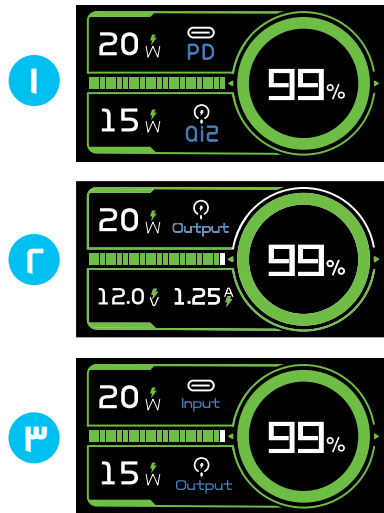 ١
20 W PD
99%
15 W Qi2
٢
20 W Output
99%
12.0 V 1.25 A
٣
20 W Input
99%
15 W Output